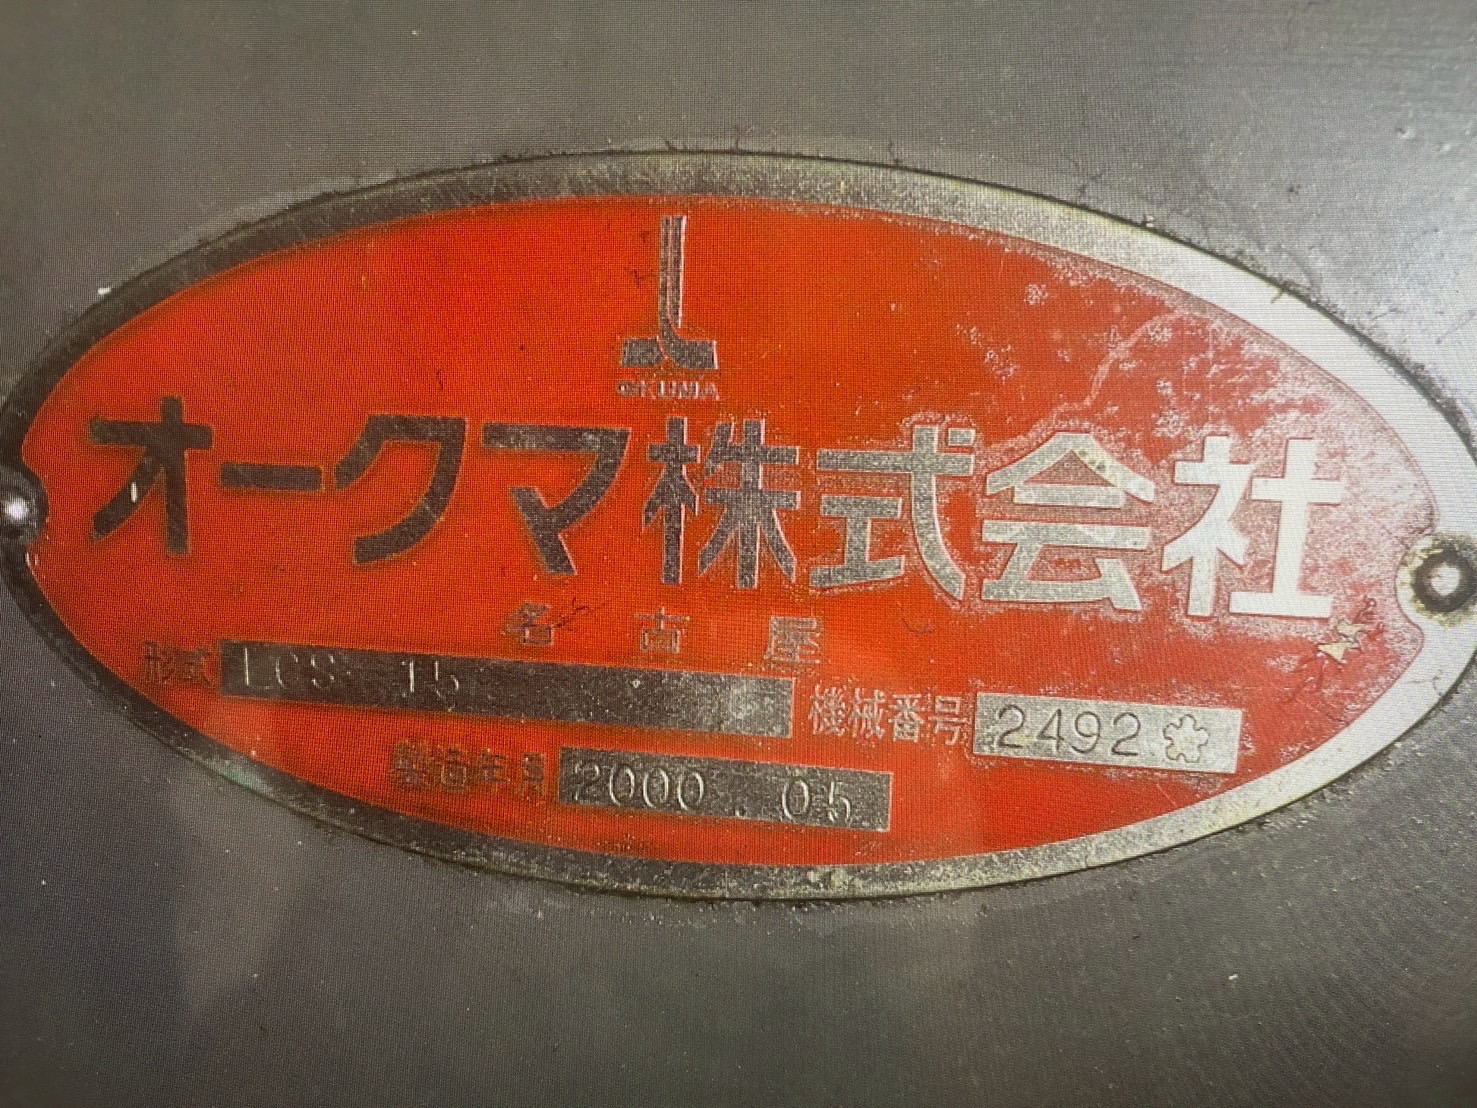 OKUMA
オークマ株式会社
名古屋
形式 LCS-15 機械番号 2492
製造年月 2000.05